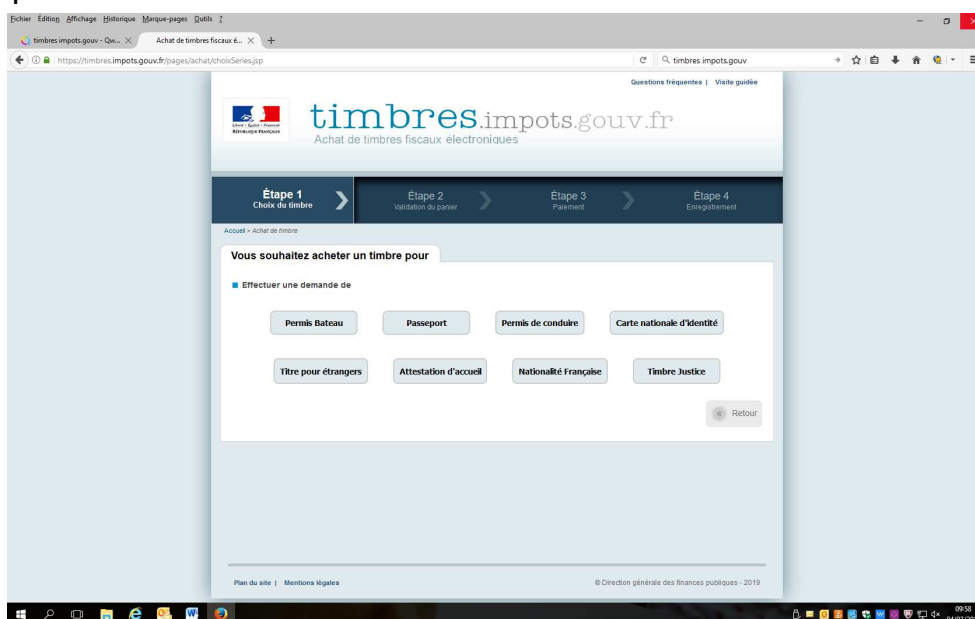 Fichier Édition Affichage Historique Marque-pages Outils ?
timbres impots.gouv - Qw... × Achat de timbres fiscaux é... × +
https://timbres.impots.gouv.fr/pages/achat/choixSeries.jsp timbres impots.gouv
Questions fréquentes | Visite guidée
RÉPUBLIQUE FRANÇAISE
timbres.impots.gouv.fr
Achat de timbres fiscaux électroniques
Étape 1 Étape 2 Étape 3 Étape 4
Choix du timbre Validation du panier Paiement Enregistrement
Accueil > Achat de timbre
Vous souhaitez acheter un timbre pour
Effectuer une demande de
Permis Bateau Passeport Permis de conduire Carte nationale d'identité
Titre pour étrangers Attestation d'accueil Nationalité Française Timbre Justice
« Retour
Plan du site | Mentions légales © Direction générale des finances publiques - 2019
09:58